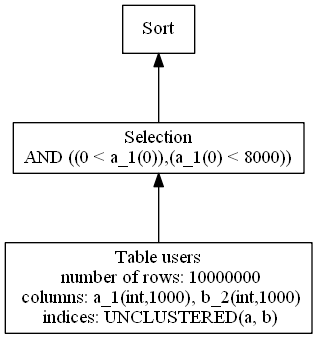 Sort
Selection
AND ((0 < a_1(0)),(a_1(0) < 8000))
Table users
number of rows: 10000000
columns: a_1(int,1000), b_2(int,1000)
indices: UNCLUSTERED(a, b)